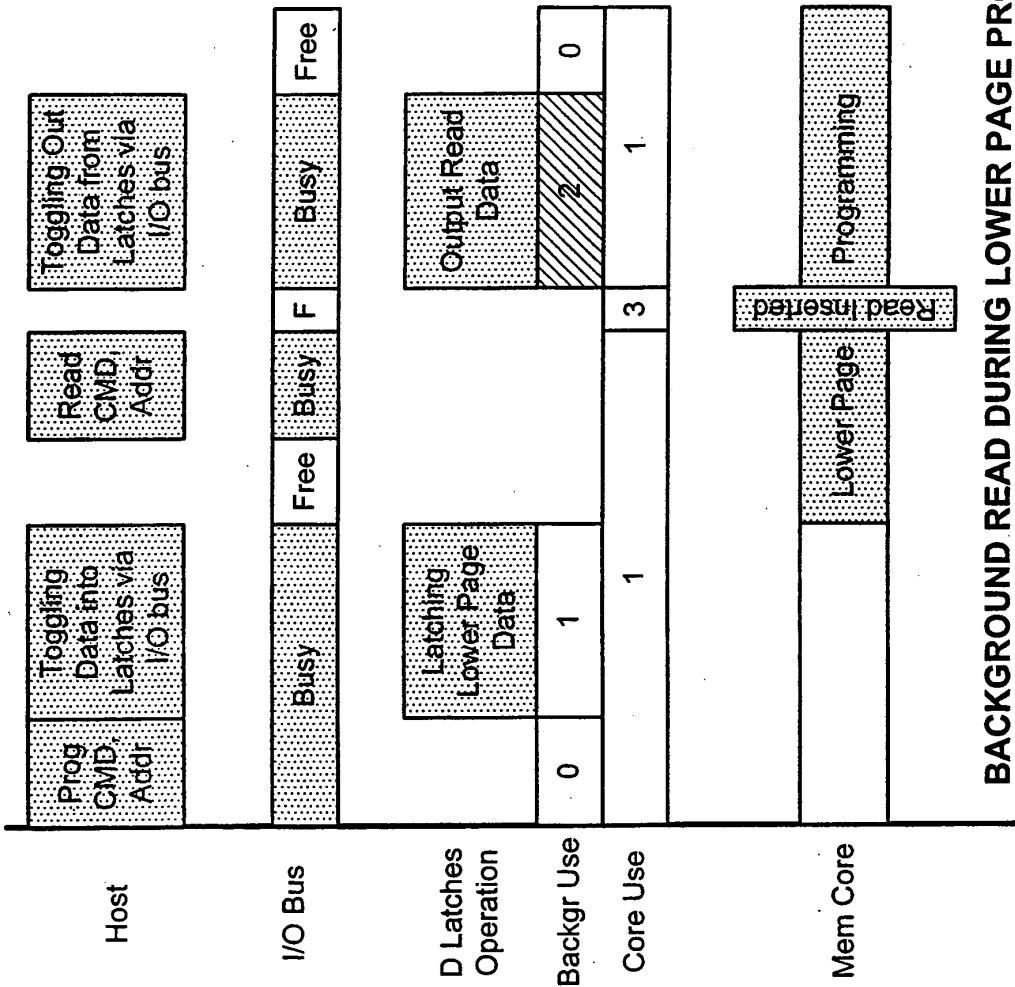 Host
Prog
CMD,
Addr
Toggling
Data into
Latches via
I/O bus
Read
CMD,
Addr
Toggling Out
Data from
Latches via
I/O bus
I/O Bus
Busy
Free
Busy
F
Busy
Free
D Latches
Operation
Latching
Lower Page
Data
Output Read
Data
Backgr Use
0
1
2
0
Core Use
1
3
1
Mem Core
Lower Page
Read Inserted
Programming
BACKGROUND READ DURING LOWER PAGE